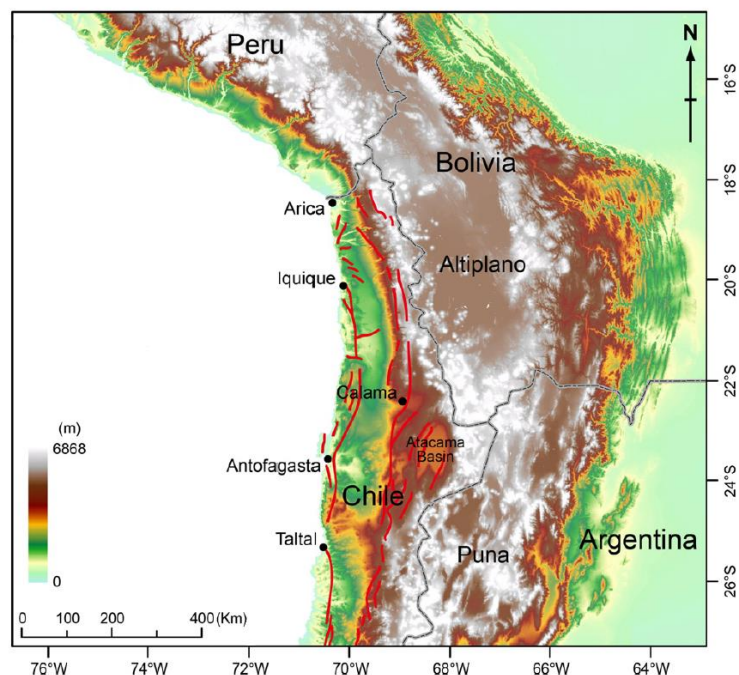 Peru
N
16°S
Bolivia
18°S
Arica
Altiplano
Iquique
20°S
22°S
Calama
(m)
6868
Atacama
Basin
Antofagasta
24°S
Chile
Taltal
Puna
Argentina
0
26°S
0 100 200 400 (Km)
76°W 74°W 72°W 70°W 68°W 66°W 64°W